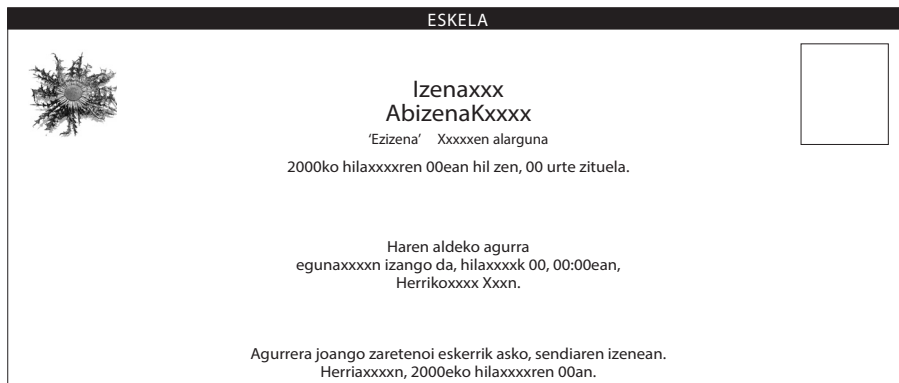 ESKELA
Izenaxxx
AbizenaKxxxx
'Ezizena' Xxxxxen alarguna
2000ko hilaxxxxren 00ean hil zen, 00 urte zituela.
Haren aldeko agurra
egunaxxxxn izango da, hilaxxxxk 00, 00:00ean,
Herrikoxxxx Xxxn.
Agurrera joango zaretenoi eskerrik asko, sendiaren izenean.
Herriaxxxxn, 2000eko hilaxxxxren 00an.